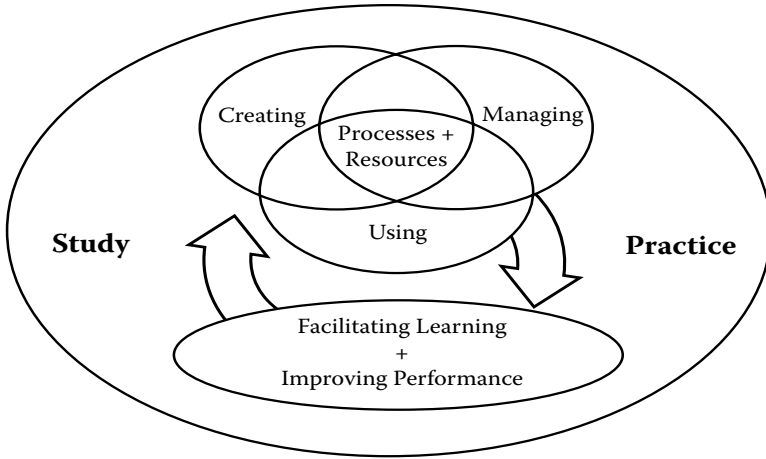 Creating
Managing
Processes +
Resources
Using
Study
Practice
Facilitating Learning
+
Improving Performance